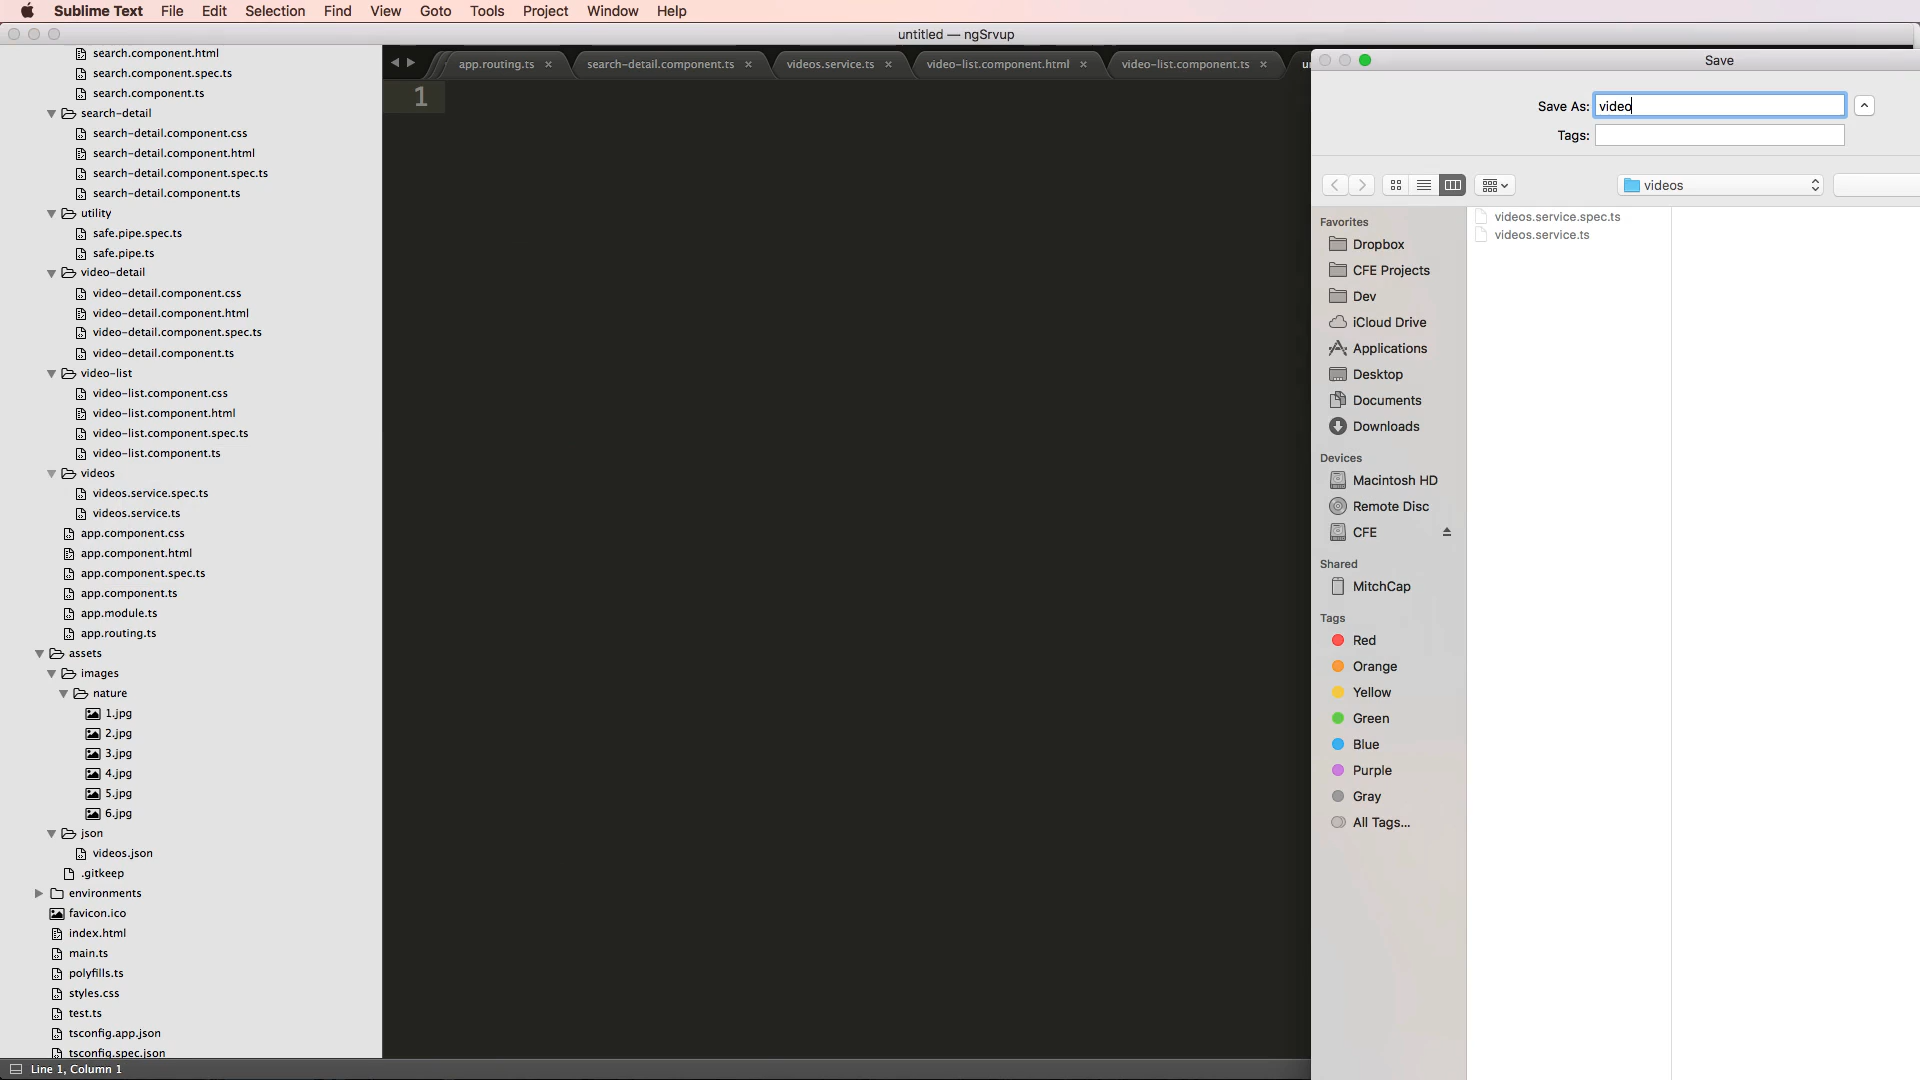 Sublime Text File Edit Selection Find View Goto Tools Project Window Help
untitled — ngSrvup
search.component.html
search.component.spec.ts
search.component.ts
search-detail
search-detail.component.css
search-detail.component.html
search-detail.component.spec.ts
search-detail.component.ts
utility
safe.pipe.spec.ts
safe.pipe.ts
video-detail
video-detail.component.css
video-detail.component.html
video-detail.component.spec.ts
video-detail.component.ts
video-list
video-list.component.css
video-list.component.html
video-list.component.spec.ts
video-list.component.ts
videos
videos.service.spec.ts
videos.service.ts
app.component.css
app.component.html
app.component.spec.ts
app.component.ts
app.module.ts
app.routing.ts
assets
images
nature
1.jpg
2.jpg
3.jpg
4.jpg
5.jpg
6.jpg
json
videos.json
.gitkeep
environments
favicon.ico
index.html
main.ts
polyfills.ts
styles.css
test.ts
tsconfig.app.json
tsconfig.spec.json
app.routing.ts × search-detail.component.ts × videos.service.ts × video-list.component.html × video-list.component.ts × un
1
Save
Save As: video
Tags:
videos
Favorites
Dropbox
CFE Projects
Dev
iCloud Drive
Applications
Desktop
Documents
Downloads
Devices
Macintosh HD
Remote Disc
CFE
Shared
MitchCap
Tags
Red
Orange
Yellow
Green
Blue
Purple
Gray
All Tags...
videos.service.spec.ts
videos.service.ts
Line 1, Column 1